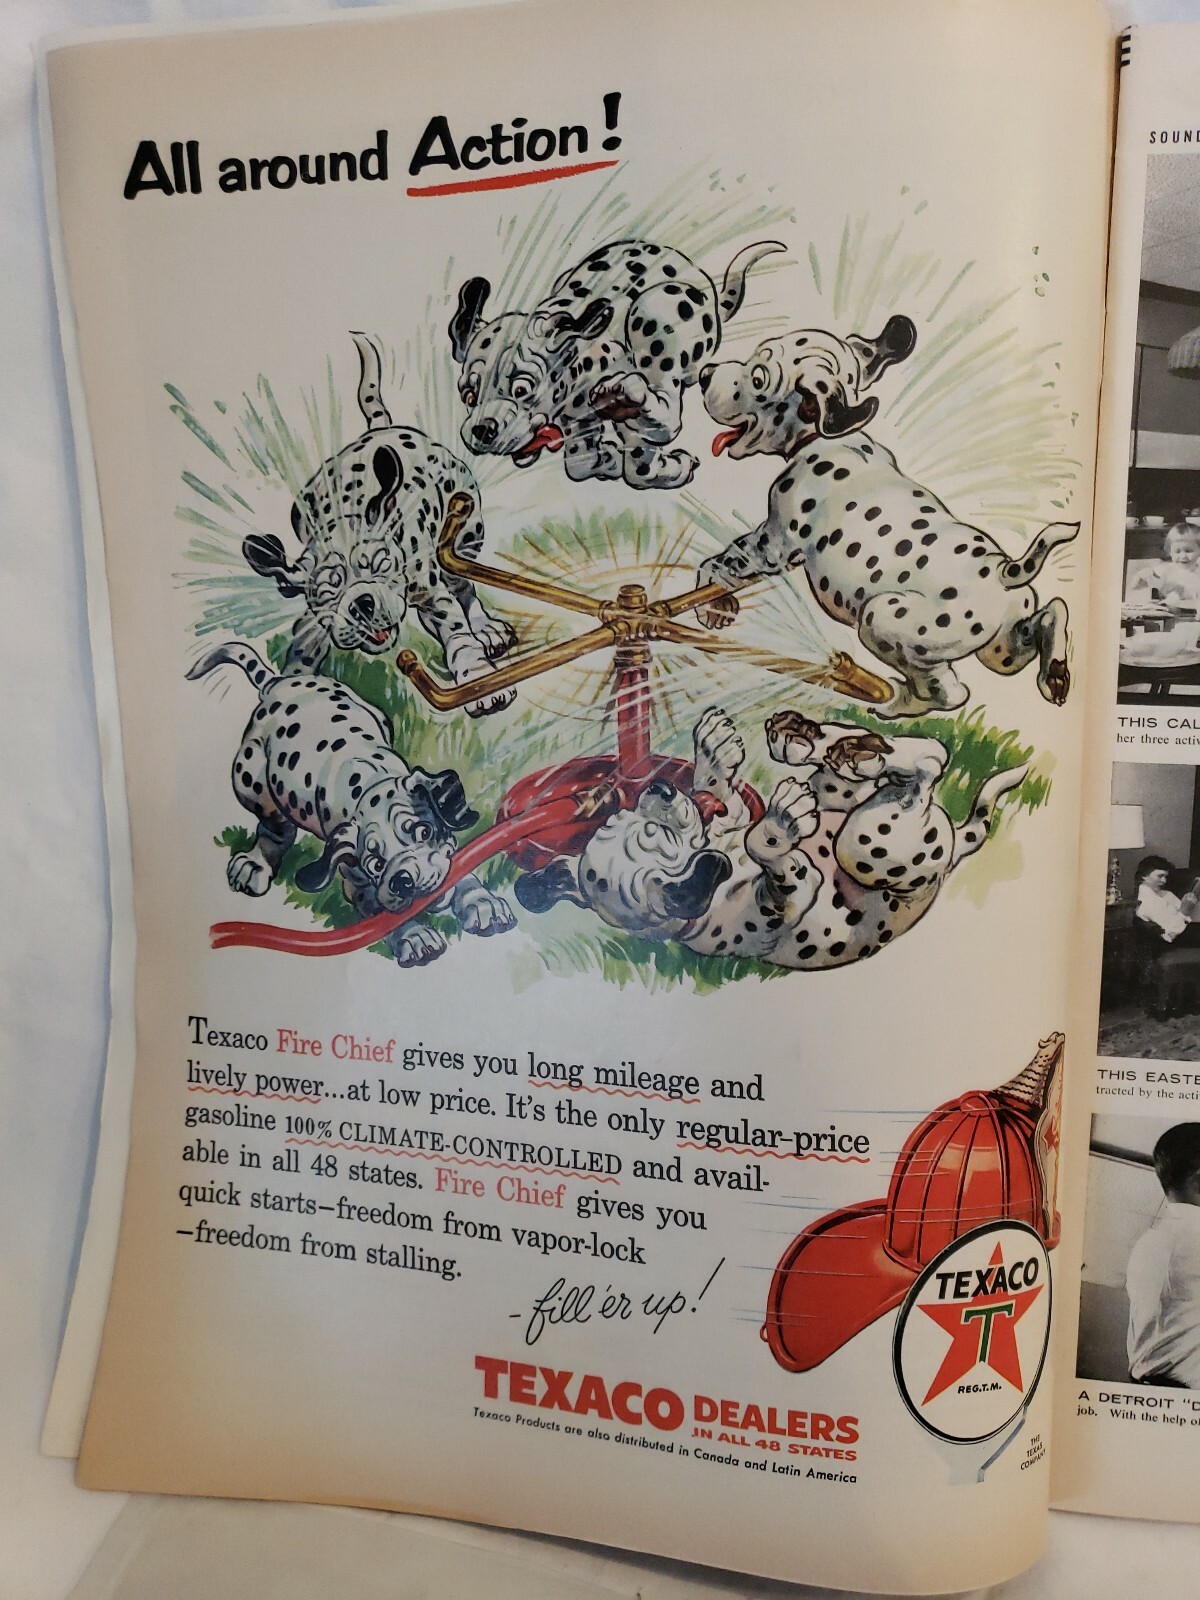 All around Action!
Texaco Fire Chief gives you long mileage and
lively power...at low price. It's the only regular-price
gasoline 100% CLIMATE-CONTROLLED and avail-
able in all 48 states. Fire Chief gives you
quick starts—freedom from vapor-lock
—freedom from stalling.
- fill 'er up!
TEXACO DEALERS
IN ALL 48 STATES
Texaco Products are also distributed in Canada and Latin America
TEXACO
T
REG.T.M.
THE
TEXAS
COMPANY
SOUND
THIS CAL
her three activ
THIS EASTE
tracted by the acti
A DETROIT "D
job. With the help of